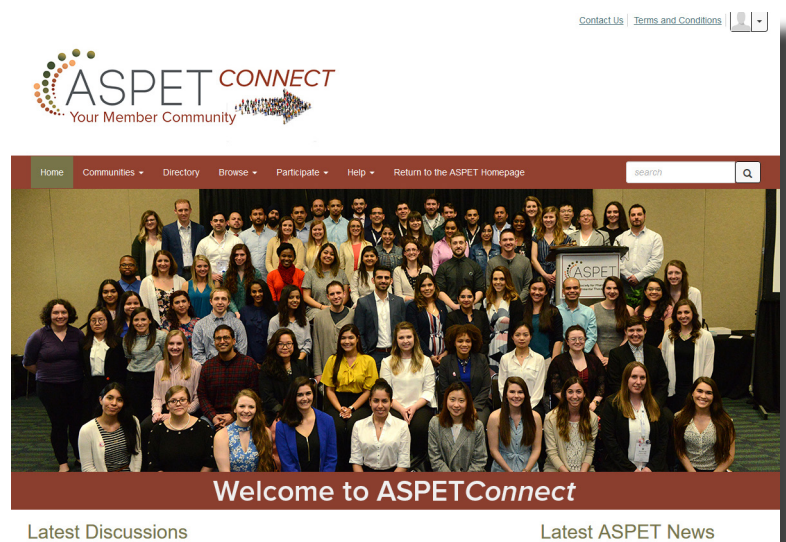 Contact Us
Terms and Conditions
ASPET CONNECT
Your Member Community
Home
Communities
Directory
Browse
Participate
Help
Return to the ASPET Homepage
search
ASPET
Welcome to ASPETConnect
Latest Discussions
Latest ASPET News